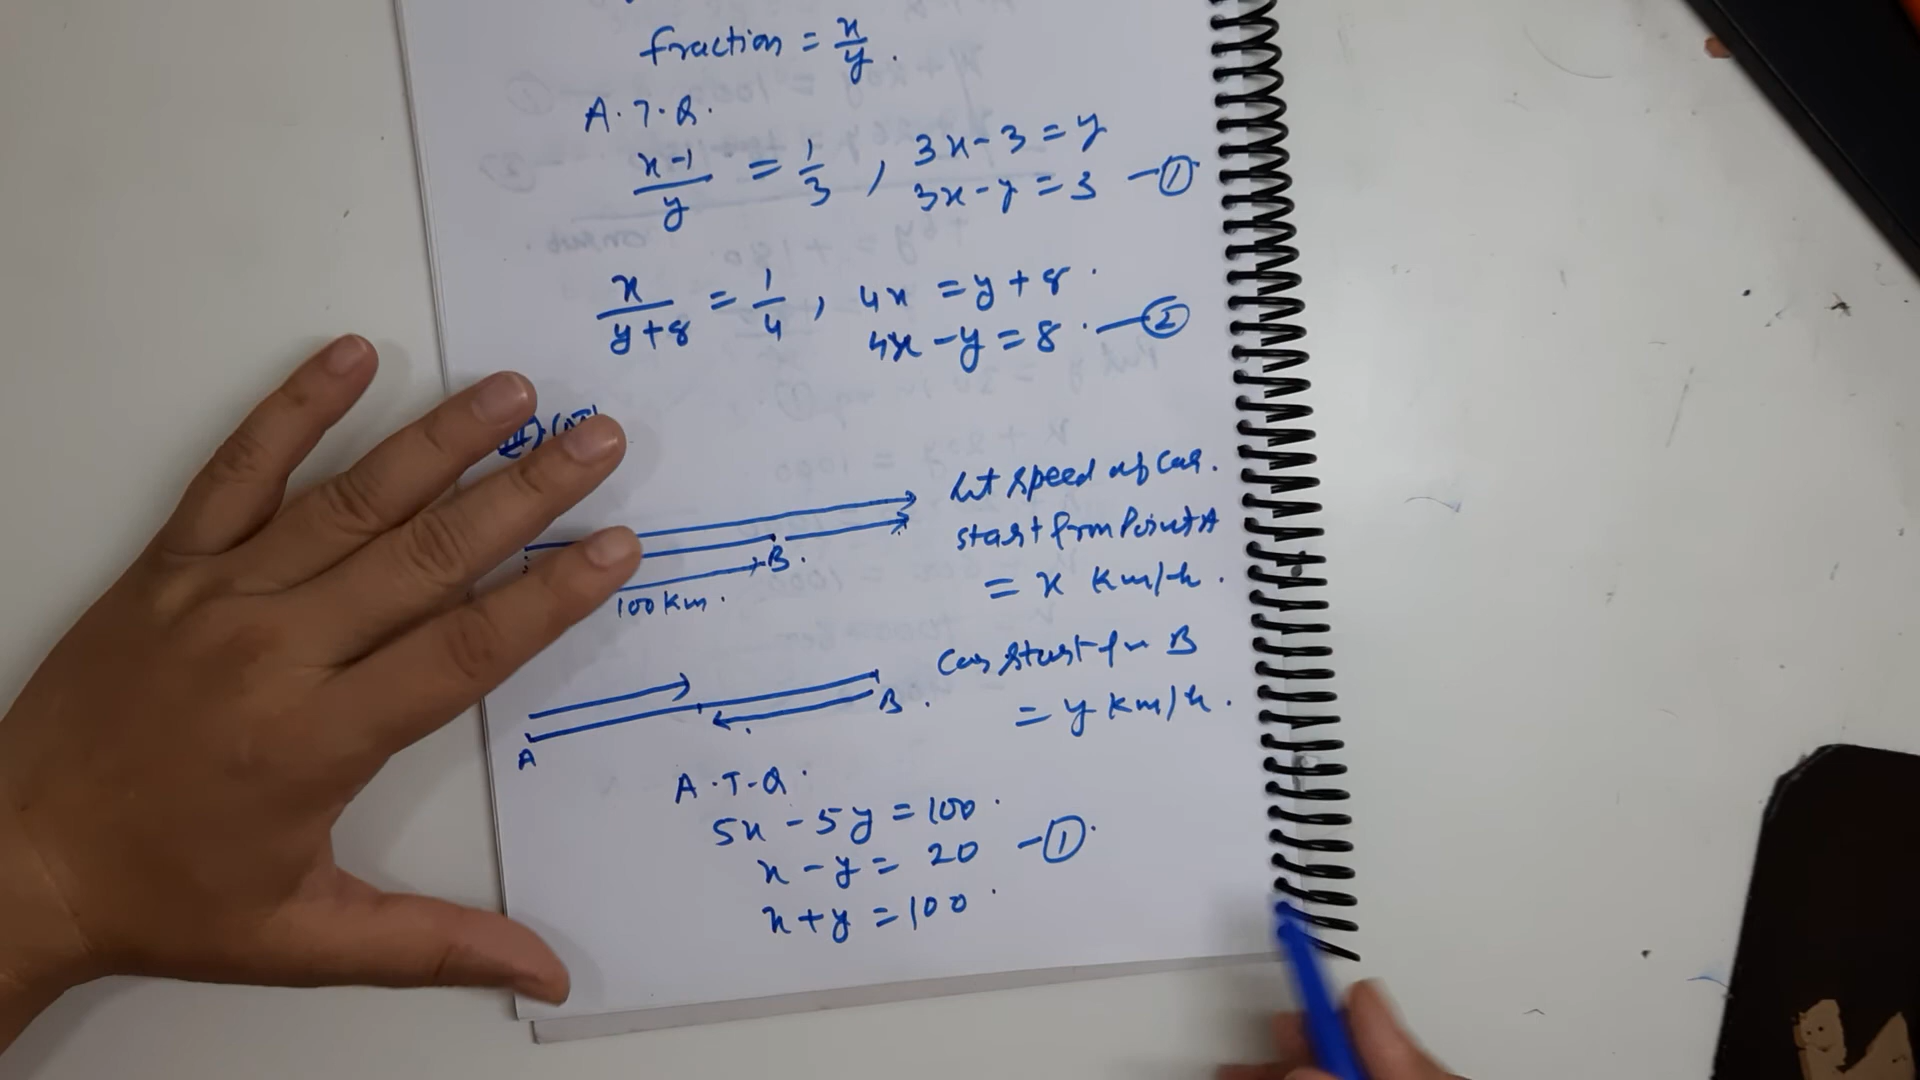 fraction = x/y.
A.T.Q.
x-1/y = 1/3, 3x-3 = y
3x-y = 3 -①
x/y+8 = 1/4, 4x = y+8.
4x-y = 8. -②
Let speed of Car.
start from Point A
= x Km/h.
B.
100 Km.
Car start B
= y Km/h.
B.
A
A.T-Q.
5x-5y = 100.
x-y = 20 -①
x+y = 100